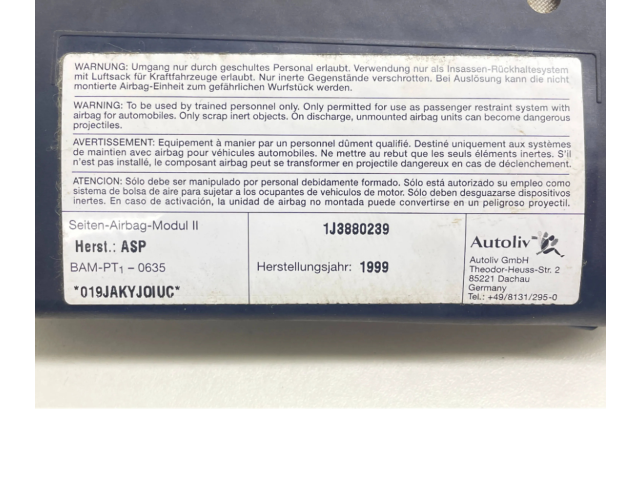 WARNUNG: Umgang nur durch geschultes Personal erlaubt. Verwendung nur als Insassen-Rückhaltesystem
mit Luftsack für Kraftfahrzeuge erlaubt. Nur inerte Gegenstände verschrotten. Bei Auslösung kann die nicht
montierte Airbag-Einheit zum gefährlichen Wurfstück werden.
WARNING: To be used by trained personnel only. Only permitted for use as passenger restraint system with
airbag for automobiles. Only scrap inert objects. On discharge, unmounted airbag units can become dangerous
projectiles.
AVERTISSEMENT: Equipement à manier par un personnel dûment qualifié. Destiné uniquement aux systèmes
de maintien avec airbag pour véhicules automobiles. Ne mettre au rebut que les seuls éléments inertes. S'il
n'est pas installé, le composant airbag peut se transformer en projectile dangereux en cas de déclenchement.
ATENCION: Sólo debe ser manipulado por personal debidamente formado. Sólo está autorizado su empleo como
sistema de bolsa de aire para sujetar a los ocupantes de vehículos de motor. Sólo desguazar dispositivos
inertes. En caso de activación, la unidad de airbag no montada puede convertirse en un peligroso proyectil.
Seiten-Airbag-Modul II
Herst.: ASP
BAM-PT1 - 0635
*019JAKYJOIUC*
1J3880239
Herstellungsjahr: 1999
Autoliv
Autoliv GmbH
Theodor-Heuss-Str. 2
85221 Dachau
Germany
Tel.: +49/8131/295-0